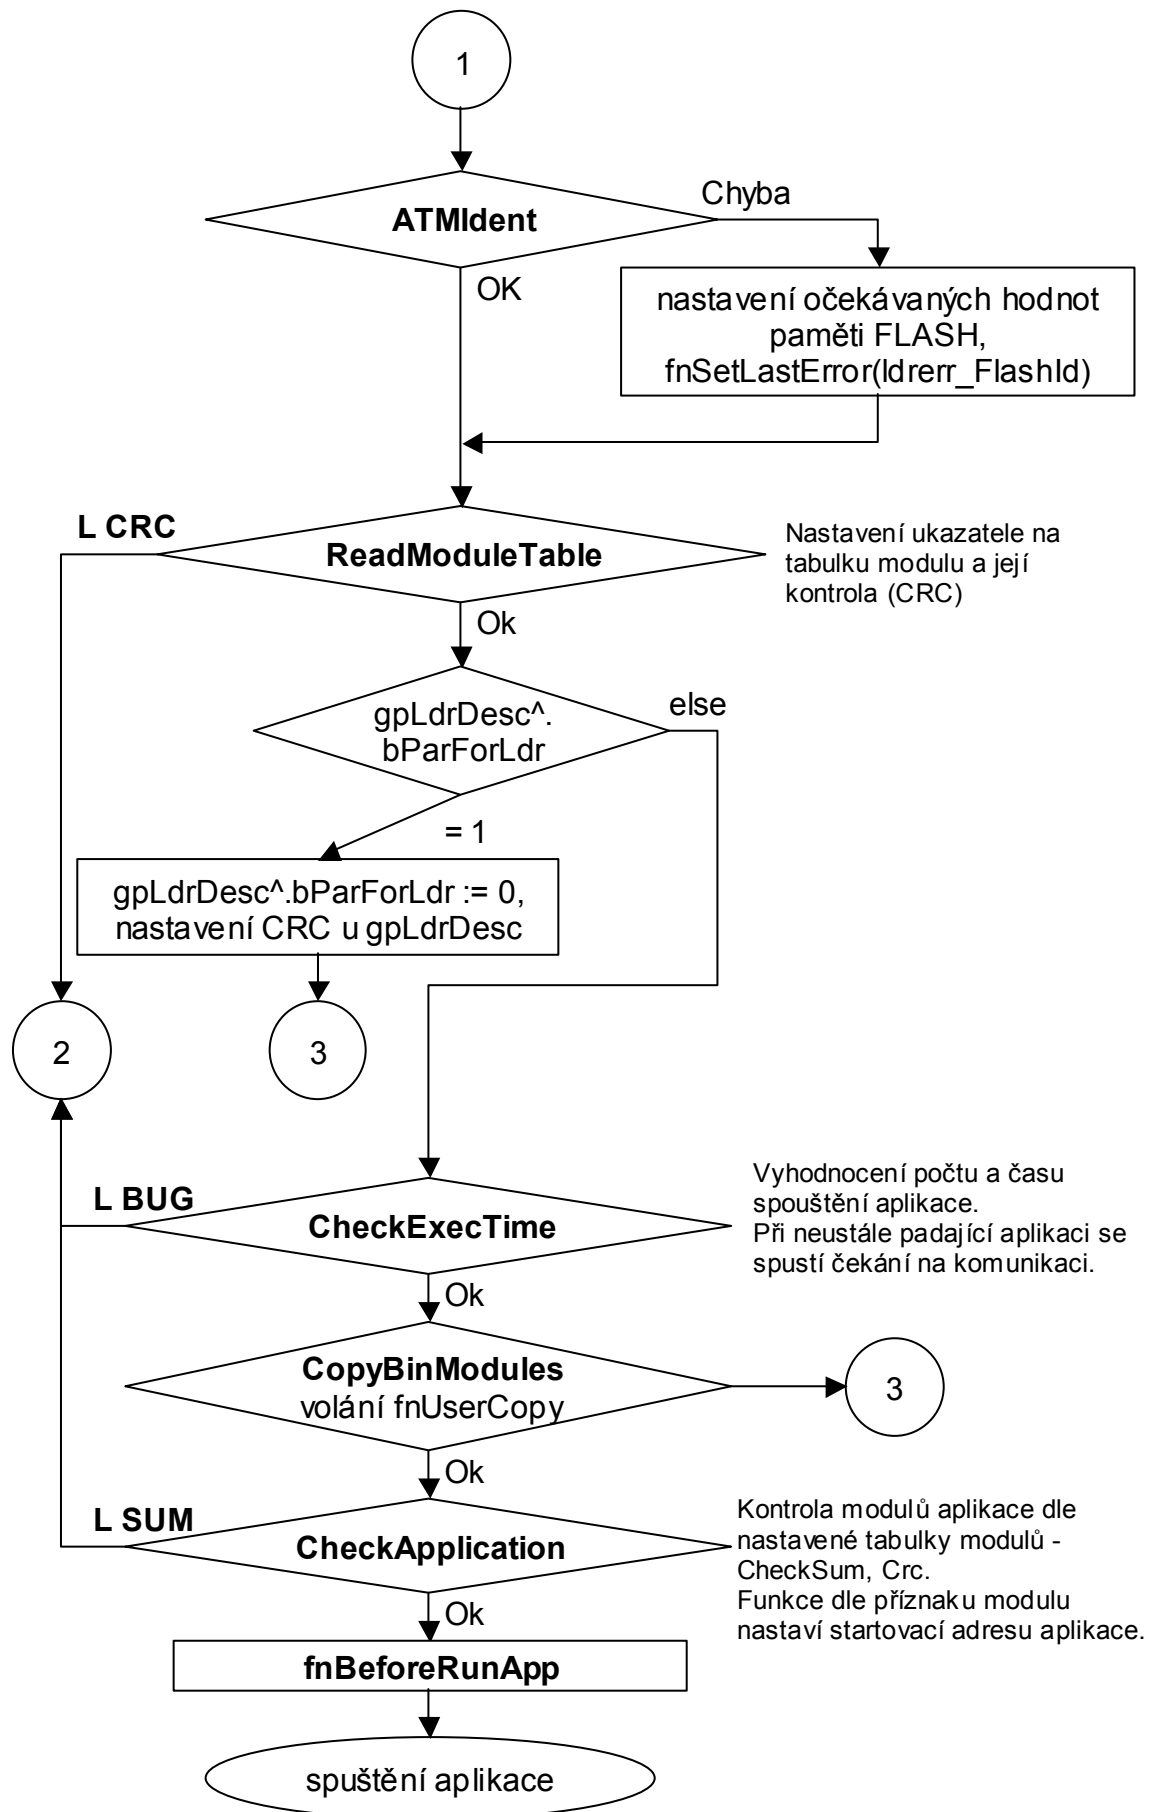 1
ATMIdent
Chyba
OK
nastavení očekávaných hodnot
paměti FLASH,
fnSetLastError(ldrerr_FlashId)
L CRC
ReadModuleTable
Nastavení ukazatele na
tabulku modulu a její
kontrola (CRC)
Ok
gpLdrDesc^.
bParForLdr
else
= 1
gpLdrDesc^.bParForLdr := 0,
nastavení CRC u gpLdrDesc
2
3
L BUG
CheckExecTime
Vyhodnocení počtu a času
spouštění aplikace.
Při neustále padající aplikaci se
spustí čekání na komunikaci.
Ok
CopyBinModules
volání fnUserCopy
3
Ok
L SUM
CheckApplication
Kontrola modulů aplikace dle
nastavené tabulky modulů -
CheckSum, Crc.
Funkce dle příznaku modulu
nastaví startovací adresu aplikace.
Ok
fnBeforeRunApp
spuštění aplikace